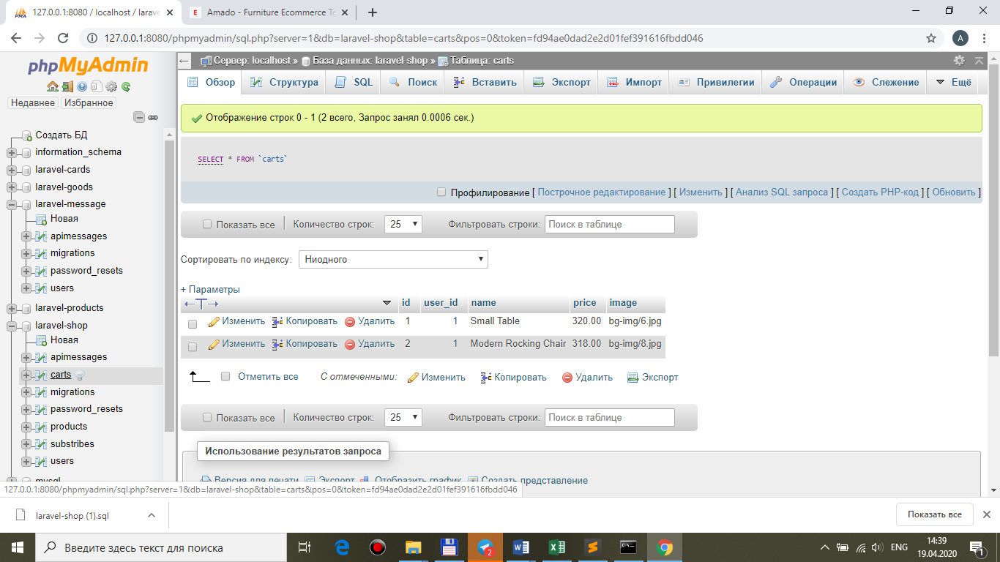 127.0.0.1:8080 / localhost / larave
Amado - Furniture Ecommerce Te
127.0.0.1:8080/phpmyadmin/sql.php?server=1&db=laravel-shop&table=carts&pos=0&token=fd94ae0dad2e2d01fef391616fbdd046
A
phpMyAdmin
Недавнее Избранное
Создать БД
information_schema
laravel-cards
laravel-goods
laravel-message
Новая
apimessages
migrations
password_resets
users
laravel-products
laravel-shop
Новая
apimessages
carts
migrations
password_resets
products
substribes
users
mysql
Сервер: localhost » База данных: laravel-shop » Таблица: carts
Обзор Структура SQL Поиск Вставить Экспорт Импорт Привилегии Операции Слежение Ещё
Отображение строк 0 - 1 (2 всего, Запрос занял 0.0006 сек.)
SELECT * FROM `carts`
Профилирование [ Построчное редактирование ] [ Изменить ] [ Анализ SQL запроса ] [ Создать PHP-код ] [ Обновить ]
Показать все Количество строк: 25 Фильтровать строки: Поиск в таблице
Сортировать по индексу: Ниодного
+ Параметры
←T→ id user_id name price image
Изменить Копировать Удалить 1 1 Small Table 320.00 bg-img/6.jpg
Изменить Копировать Удалить 2 1 Modern Rocking Chair 318.00 bg-img/8.jpg
Отметить все С отмеченными: Изменить Копировать Удалить Экспорт
Показать все Количество строк: 25 Фильтровать строки: Поиск в таблице
Использование результатов запроса
Версия для печати Экспорт Отобразить график Создать представление
127.0.0.1:8080/phpmyadmin/sql.php?server=1&db=laravel-shop&table=carts&pos=0&token=fd94ae0dad2e2d01fef391616fbdd046
laravel-shop (1).sql
Показать все
Введите здесь текст для поиска
2
ENG
14:39
19.04.2020
1